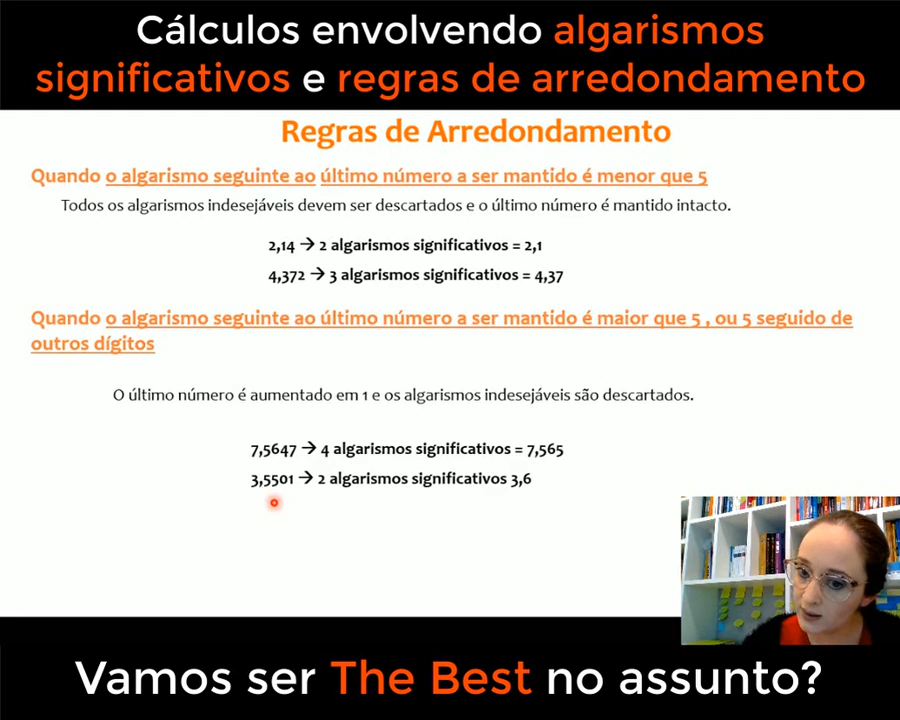 Cálculos envolvendo algarismos
significativos e regras de arredondamento
Regras de Arredondamento
Quando o algarismo seguinte ao último número a ser mantido é menor que 5
Todos os algarismos indesejáveis devem ser descartados e o último número é mantido intacto.
2,14 → 2 algarismos significativos = 2,1
4,372 → 3 algarismos significativos = 4,37
Quando o algarismo seguinte ao último número a ser mantido é maior que 5 , ou 5 seguido de
outros dígitos
O último número é aumentado em 1 e os algarismos indesejáveis são descartados.
7,5647 → 4 algarismos significativos = 7,565
3,5501 → 2 algarismos significativos 3,6
Vamos ser The Best no assunto?